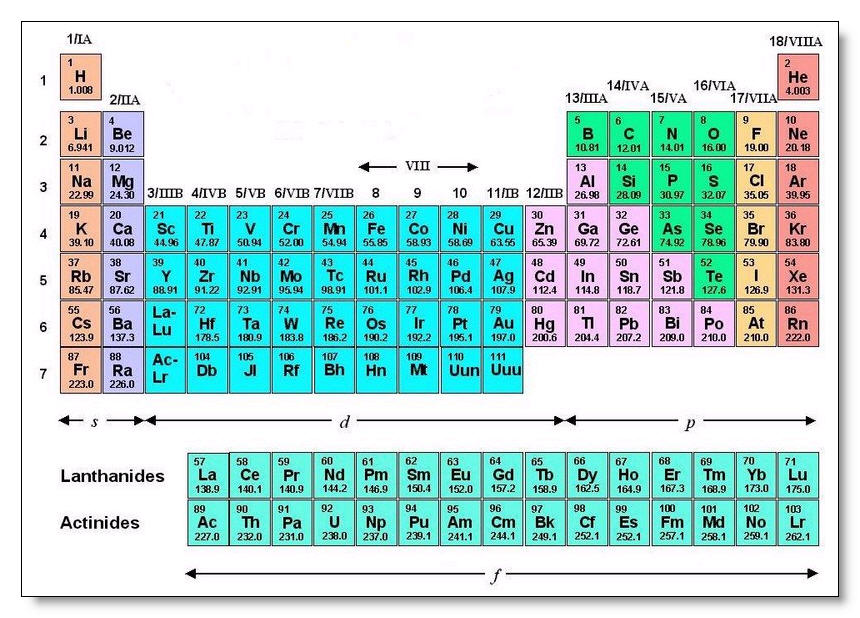 1/IA 18/VIIIA
1 2
1 H He
1.008 4.003
2/IIA 13/IIIA 14/IVA 15/VA 16/VIA 17/VIIA
3 4 5 6 7 8 9 10
2 Li Be B C N O F Ne
6.941 9.012 10.81 12.01 14.01 16.00 19.00 20.18
VIII
11 12 13 14 15 16 17 18
3 Na Mg 3/IIIB 4/IVB 5/VB 6/VIB 7/VIIB 8 9 10 11/IB 12/IIB Al Si P S Cl Ar
22.99 24.30 26.98 28.09 30.97 32.07 35.05 39.95
19 20 21 22 23 24 25 26 27 28 29 30 31 32 33 34 35 36
4 K Ca Sc Ti V Cr Mn Fe Co Ni Cu Zn Ga Ge As Se Br Kr
39.10 40.08 44.96 47.87 50.94 52.00 54.94 55.85 58.93 58.69 63.55 65.39 69.72 72.61 74.92 78.96 79.90 83.80
37 38 39 40 41 42 43 44 45 46 47 48 49 50 51 52 53 54
5 Rb Sr Y Zr Nb Mo Tc Ru Rh Pd Ag Cd In Sn Sb Te I Xe
85.47 87.62 88.91 91.22 92.91 95.94 98.91 101.1 102.9 106.4 107.9 112.4 114.8 118.7 121.8 127.6 126.9 131.3
55 56 La- 72 73 74 75 76 77 78 79 80 81 82 83 84 85 86
6 Cs Ba Lu Hf Ta W Re Os Ir Pt Au Hg Tl Pb Bi Po At Rn
123.9 137.3 178.5 180.9 183.8 186.2 190.2 192.2 195.1 197.0 200.6 204.4 207.2 209.0 210.0 210.0 222.0
87 88 Ac- 104 105 106 107 108 109 110 111
7 Fr Ra Lr Db Jl Rf Bh Hn Mt Uun Uuu
223.0 226.0
s d p
57 58 59 60 61 62 63 64 65 66 67 68 69 70 71
Lanthanides La Ce Pr Nd Pm Sm Eu Gd Tb Dy Ho Er Tm Yb Lu
138.9 140.1 140.9 144.2 146.9 150.4 152.0 157.2 158.9 162.5 164.9 167.3 168.9 173.0 175.0
89 90 91 92 93 94 95 96 97 98 99 100 101 102 103
Actinides Ac Th Pa U Np Pu Am Cm Bk Cf Es Fm Md No Lr
227.0 232.0 231.0 238.0 237.0 239.1 241.1 244.1 249.1 252.1 252.1 257.1 258.1 259.1 262.1
f